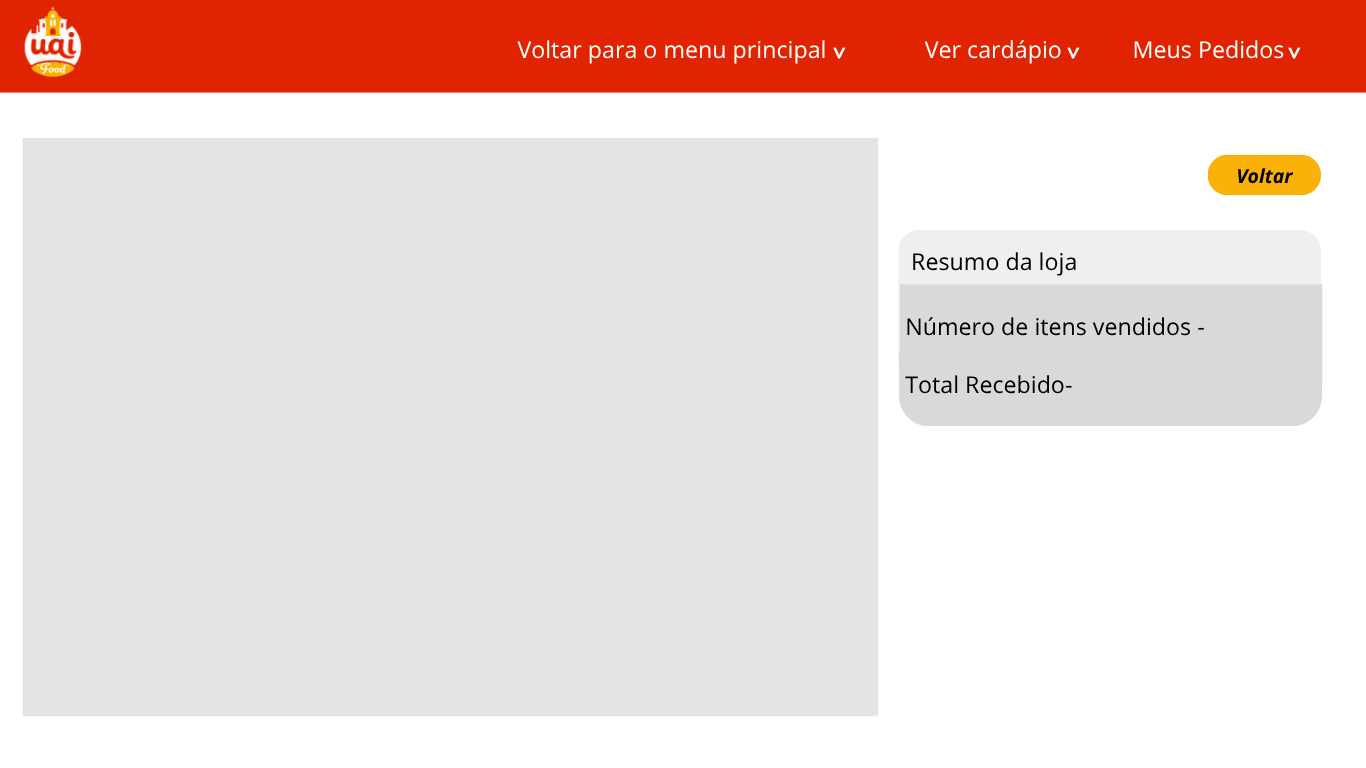 uai
Food
Voltar para o menu principal v
Ver cardápio v
Meus Pedidos v
Voltar
Resumo da loja
Número de itens vendidos -
Total Recebido-